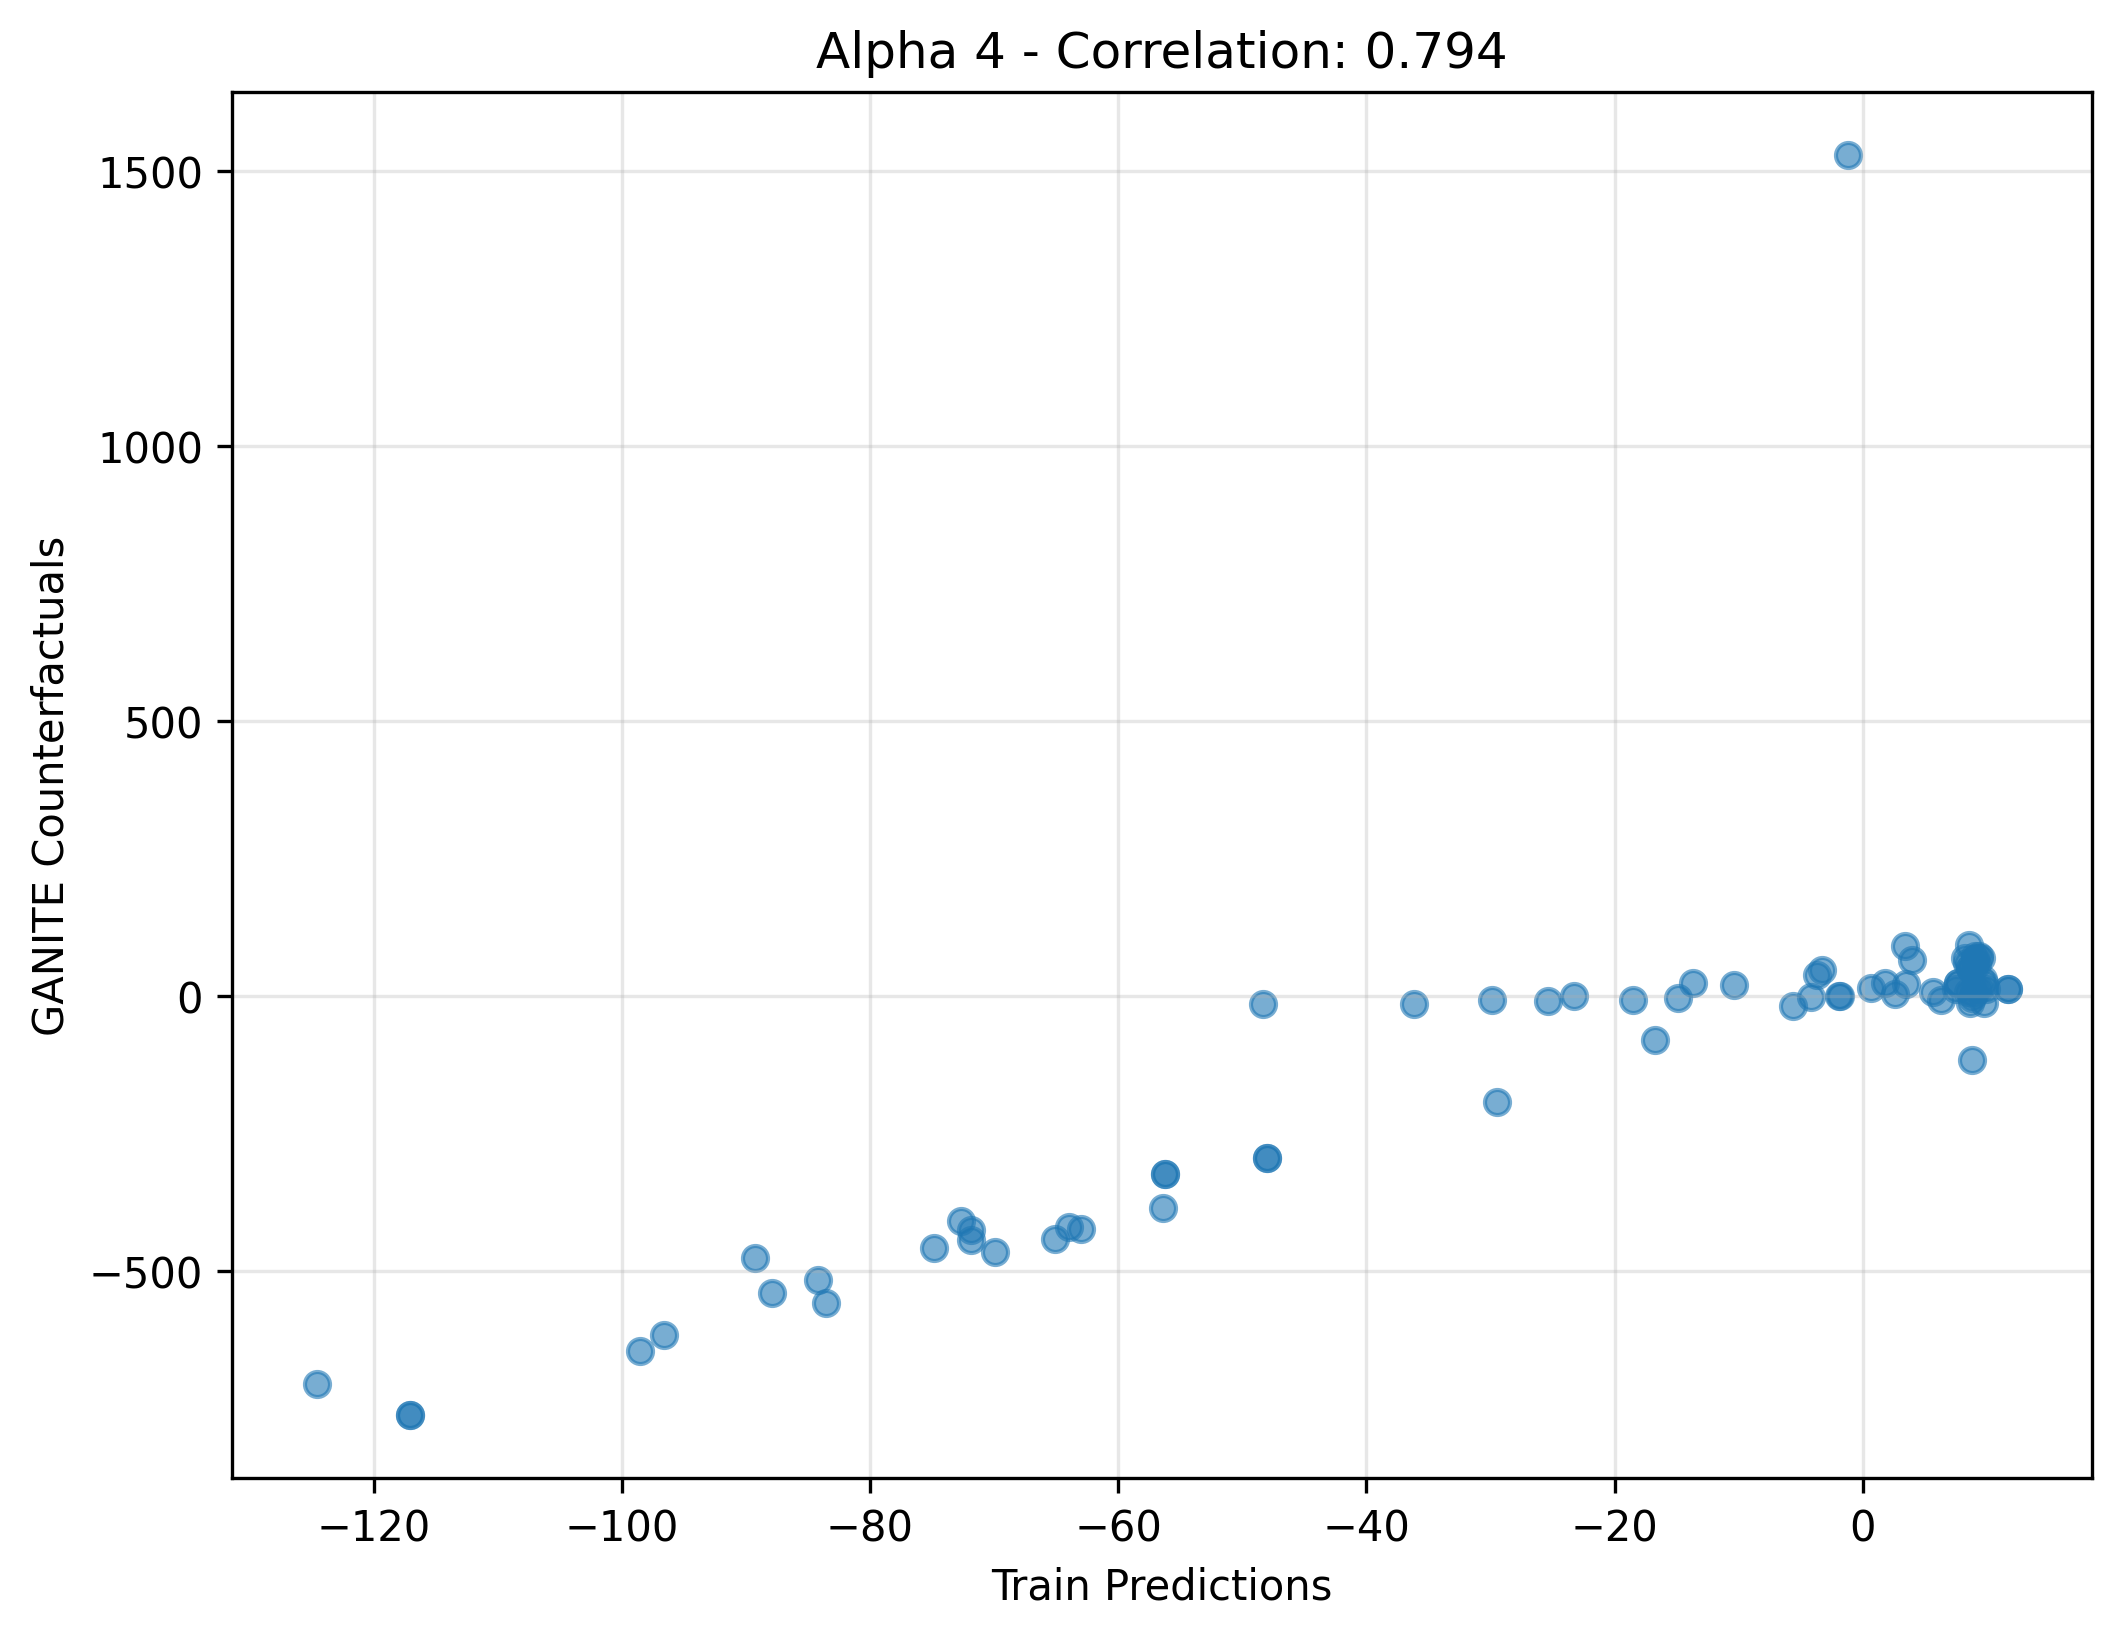 Alpha 4 - Correlation: 0.794
1500
1000
500
0
−500
GANITE Counterfactuals
−120 −100 −80 −60 −40 −20 0
Train Predictions